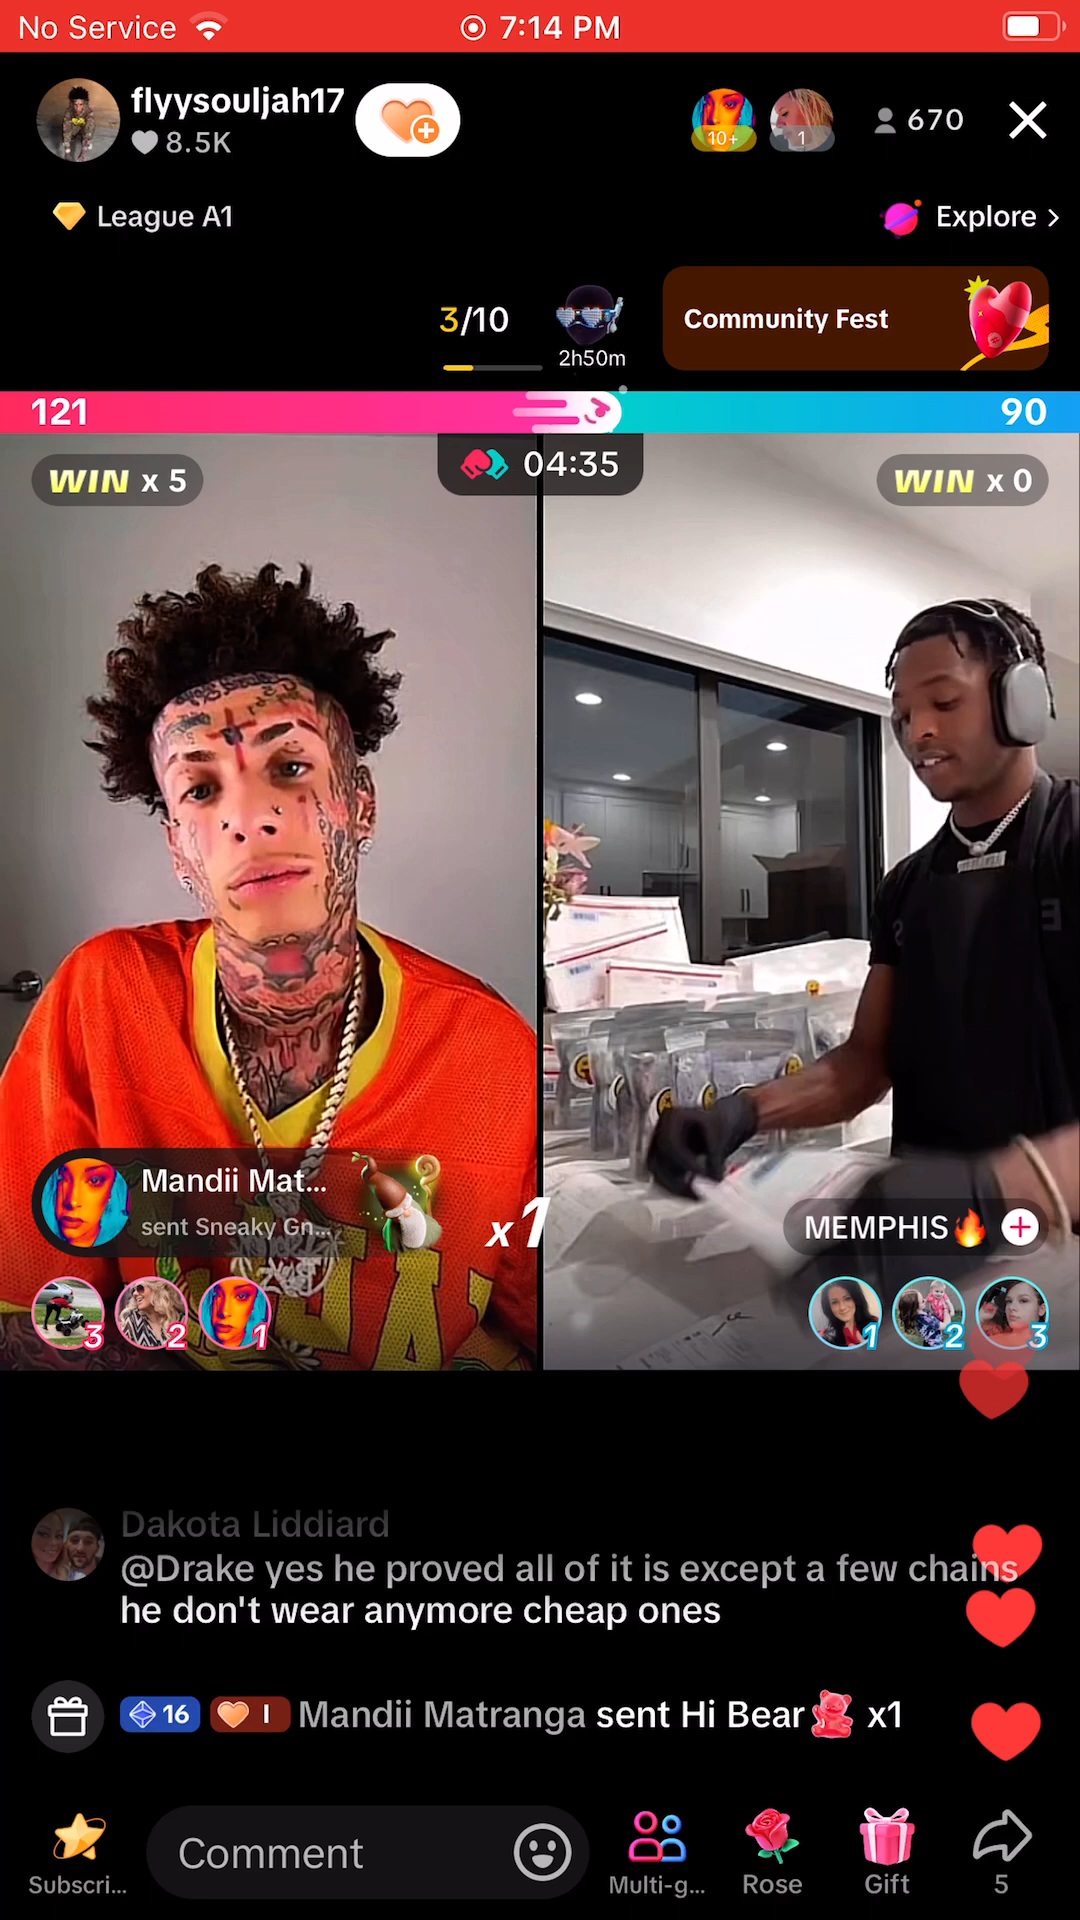 No Service
7:14 PM
flyysouljah17
8.5K
10+
1
670
League A1
Explore
3/10
2h50m
Community Fest
121
90
WIN x 5
04:35
WIN x 0
Mandii Mat...
sent Sneaky Gn...
x1
MEMPHIS🔥
3
2
1
1
2
3
Dakota Liddiard
@Drake yes he proved all of it is except a few chains
he don't wear anymore cheap ones
16 I Mandii Matranga sent Hi Bear x1
Subscri...
Comment
Multi-g...
Rose
Gift
5